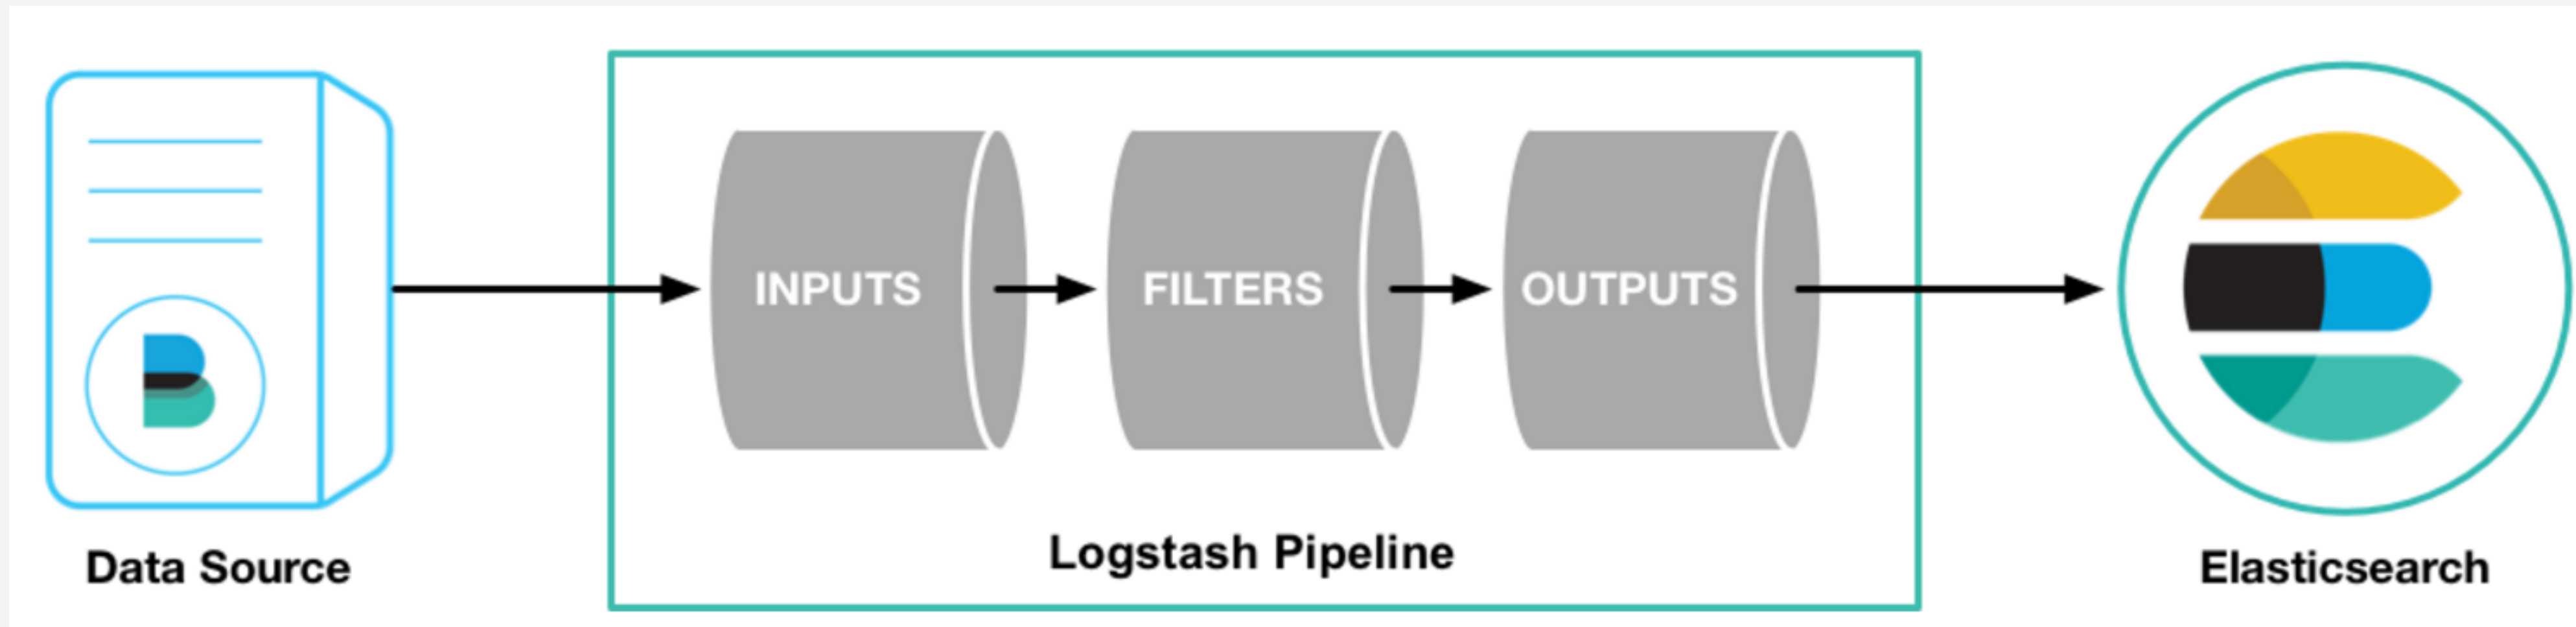 INPUTS
FILTERS
OUTPUTS
Logstash Pipeline
Data Source
Elasticsearch